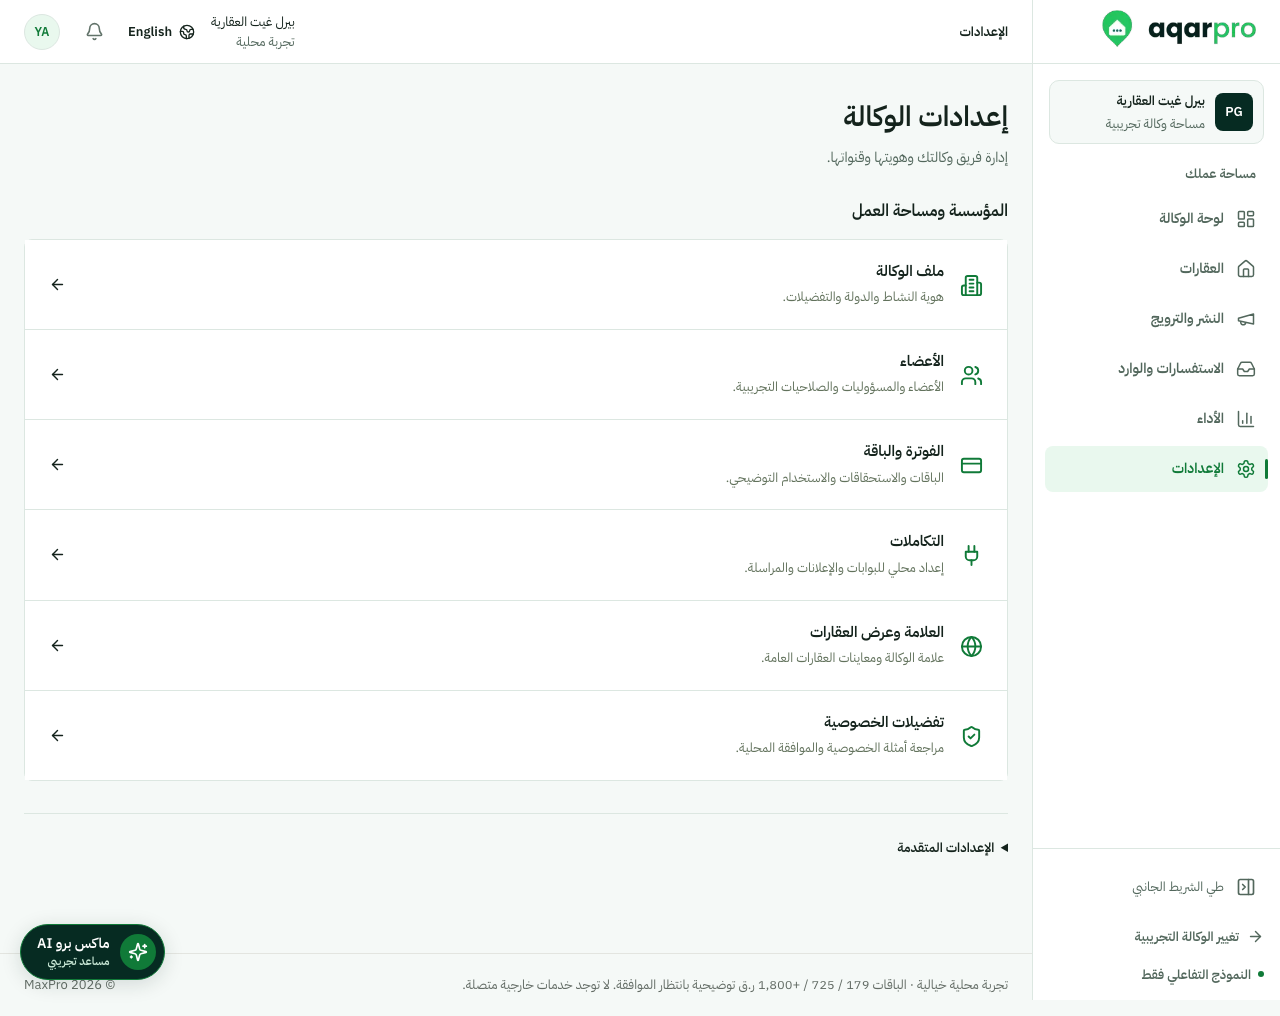 aqarpro
الإعدادات
بيرل غيت العقارية
تجربة محلية
English
YA
PG
بيرل غيت العقارية
مساحة وكالة تجريبية
مساحة عملك
لوحة الوكالة
العقارات
النشر والترويج
الاستفسارات والوارد
الأداء
الإعدادات
طي الشريط الجانبي
تغيير الوكالة التجريبية
النموذج التفاعلي فقط
إعدادات الوكالة
إدارة فريق وكالتك وهويتها وقنواتها.
المؤسسة ومساحة العمل
ملف الوكالة
هوية النشاط والدولة والتفضيلات.
الأعضاء
الأعضاء والمسؤوليات والصلاحيات التجريبية.
الفوترة والباقة
الباقات والاستحقاقات والاستخدام التوضيحي.
التكاملات
إعداد محلي للبوابات والإعلانات والمراسلة.
العلامة وعرض العقارات
علامة الوكالة ومعاينات العقارات العامة.
تفضيلات الخصوصية
مراجعة أمثلة الخصوصية والموافقة المحلية.
الإعدادات المتقدمة
ماكس برو AI
مساعد تجريبي
تجربة محلية خيالية · الباقات 179 / 725 / +1,800 ر.ق توضيحية بانتظار الموافقة. لا توجد خدمات خارجية متصلة.
MaxPro 2026 ©